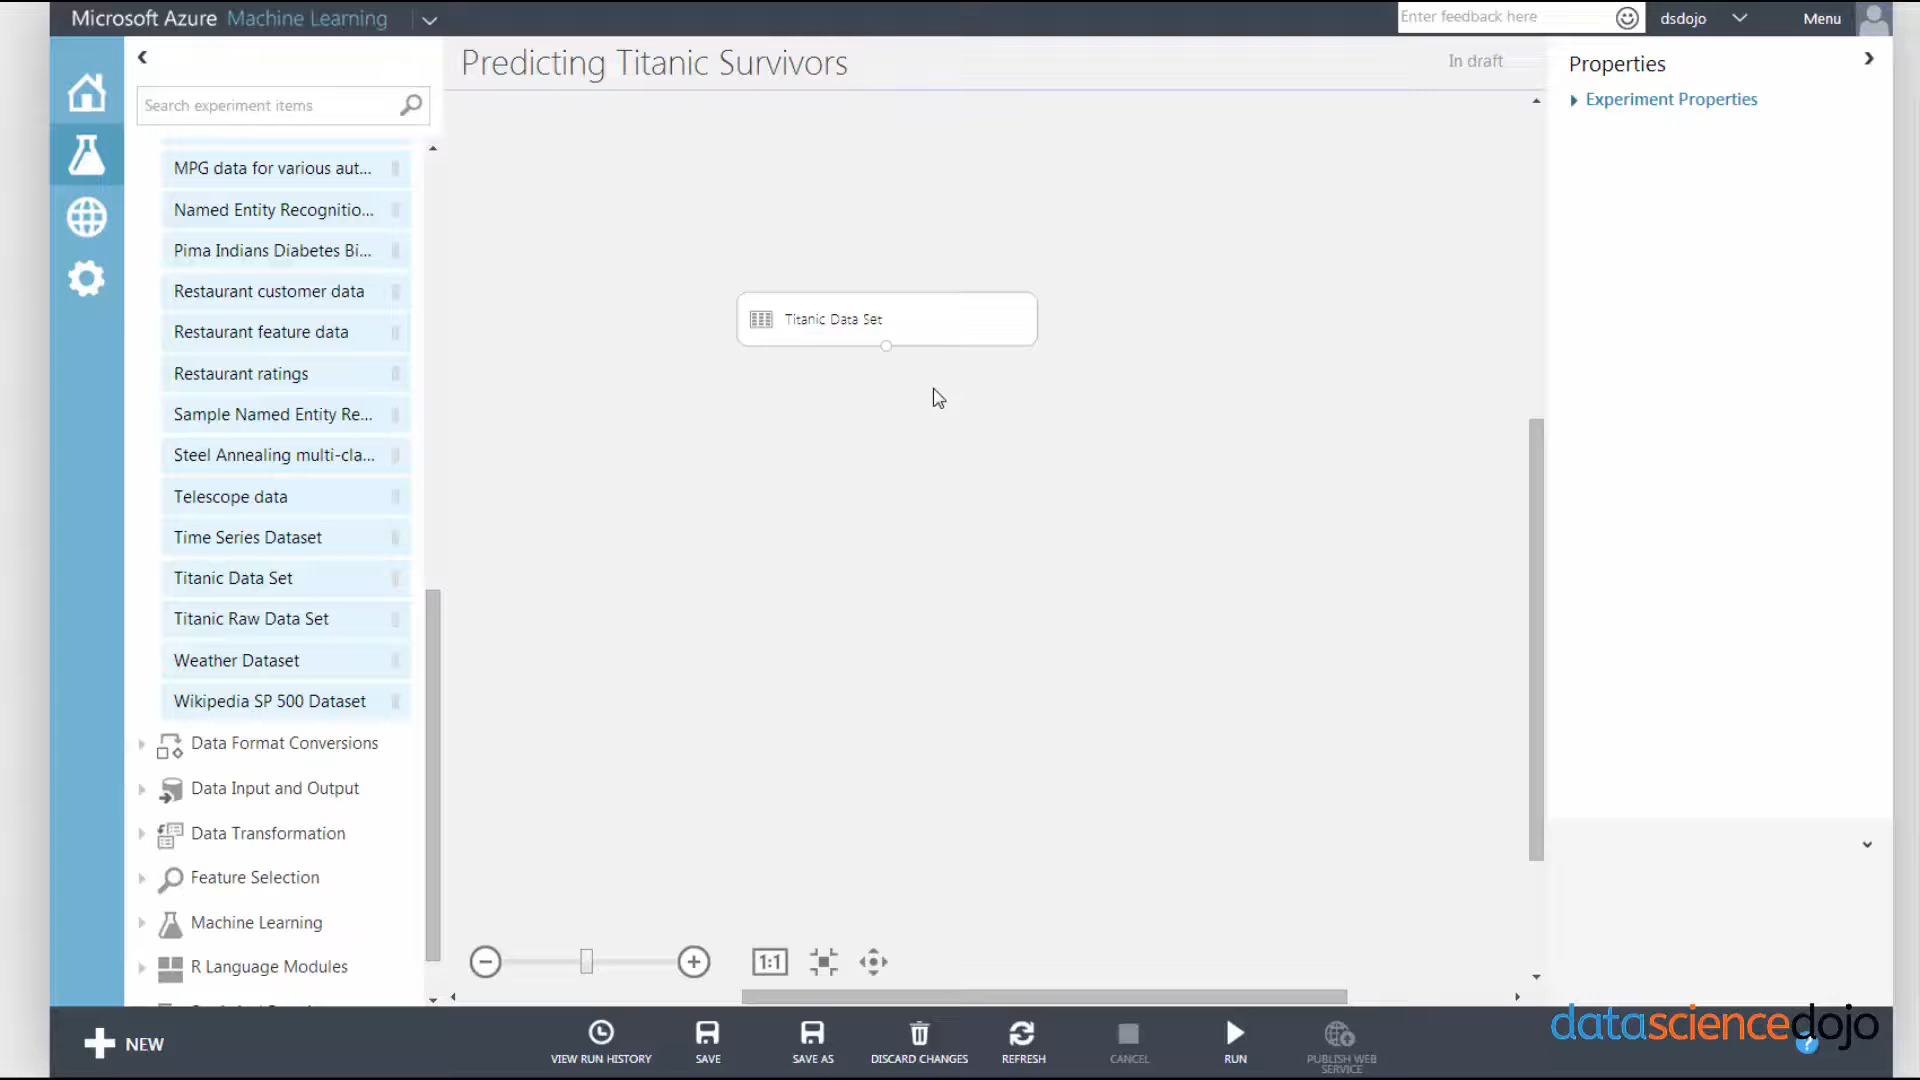 Microsoft Azure Machine Learning
Enter feedback here
dsdojo
Menu
Search experiment items
MPG data for various aut...
Named Entity Recognitio...
Pima Indians Diabetes Bi...
Restaurant customer data
Restaurant feature data
Restaurant ratings
Sample Named Entity Re...
Steel Annealing multi-cla...
Telescope data
Time Series Dataset
Titanic Data Set
Titanic Raw Data Set
Weather Dataset
Wikipedia SP 500 Dataset
Data Format Conversions
Data Input and Output
Data Transformation
Feature Selection
Machine Learning
R Language Modules
Predicting Titanic Survivors
In draft
Titanic Data Set
1:1
Properties
Experiment Properties
NEW
VIEW RUN HISTORY
SAVE
SAVE AS
DISCARD CHANGES
REFRESH
CANCEL
RUN
PUBLISH WEB
SERVICE
datasciencedojo
?